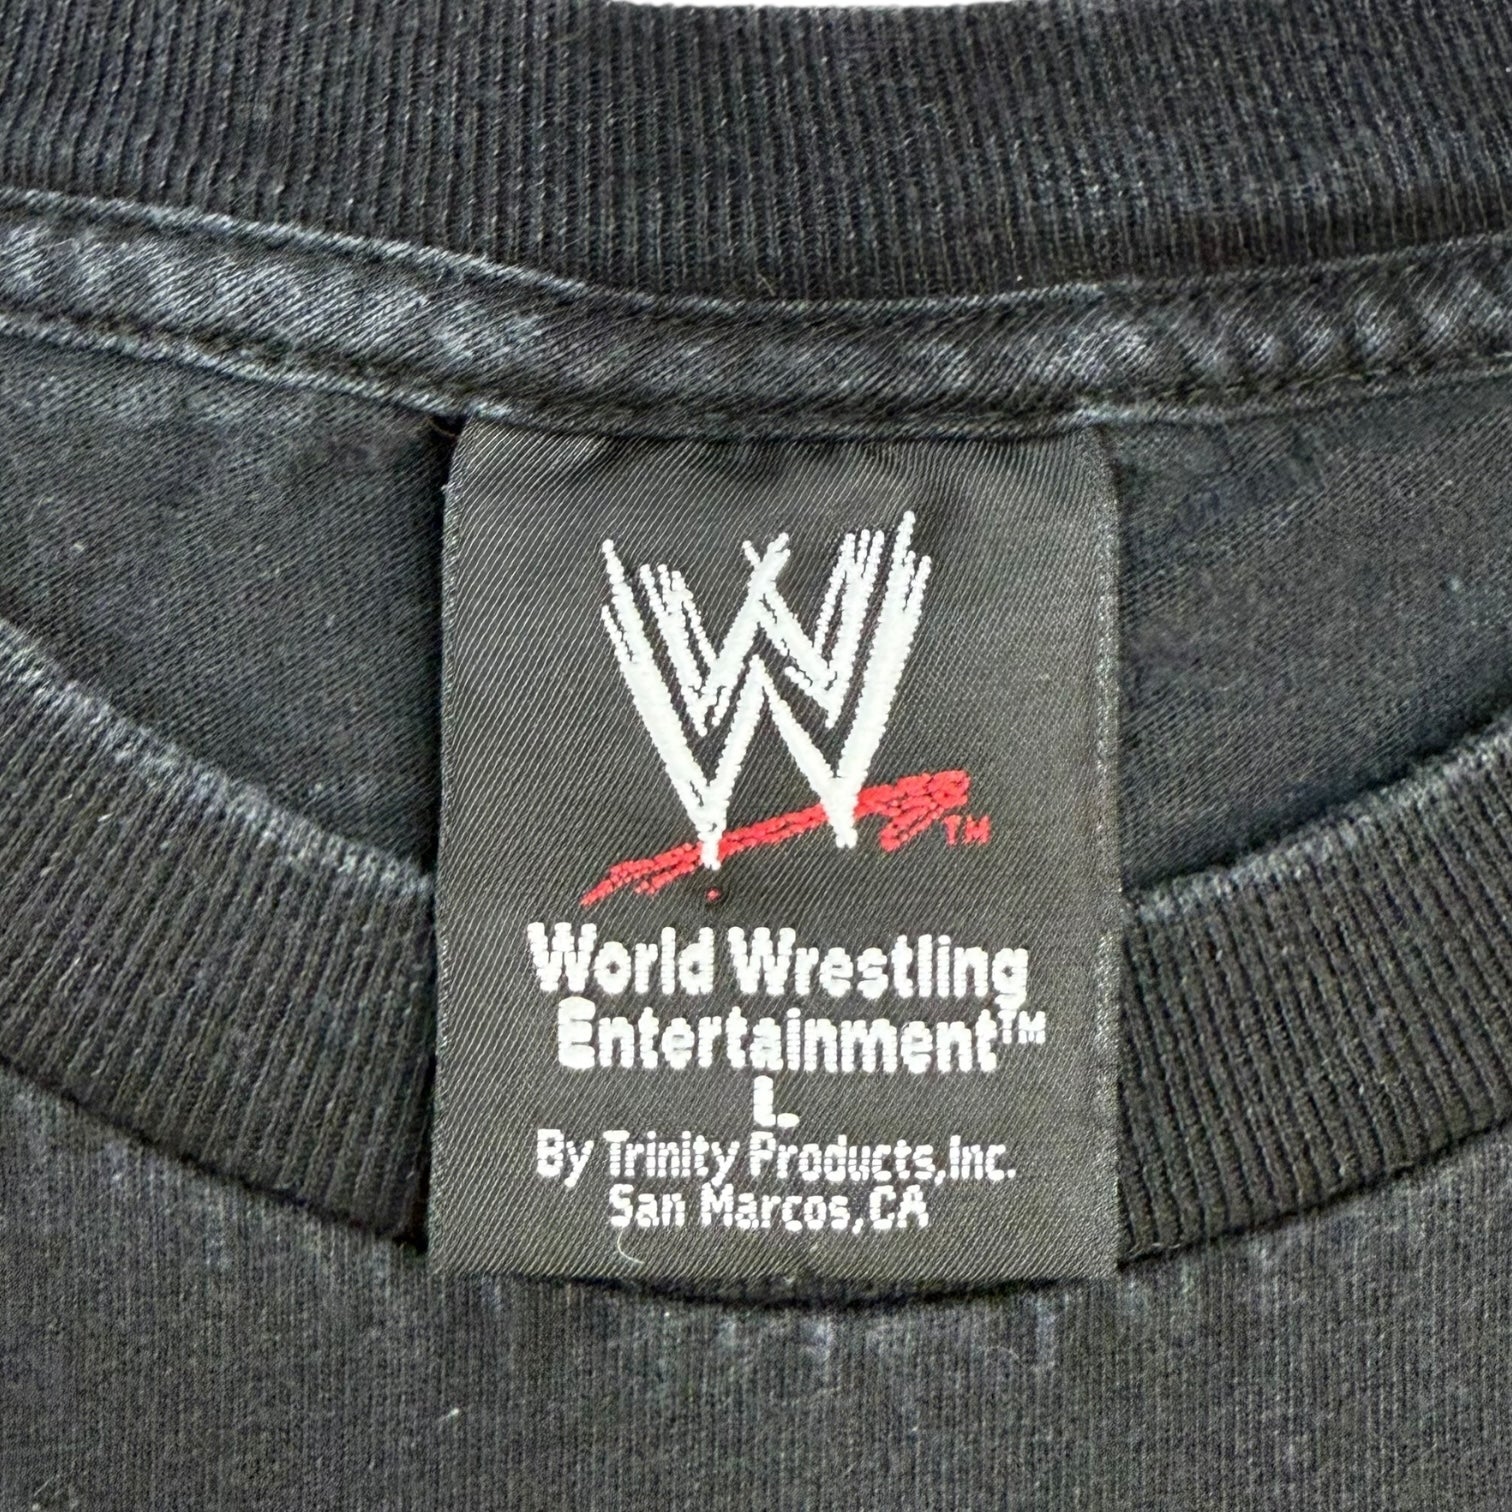 W
TM
World Wrestling
Entertainment™
L
By Trinity Products,Inc.
San Marcos,CA